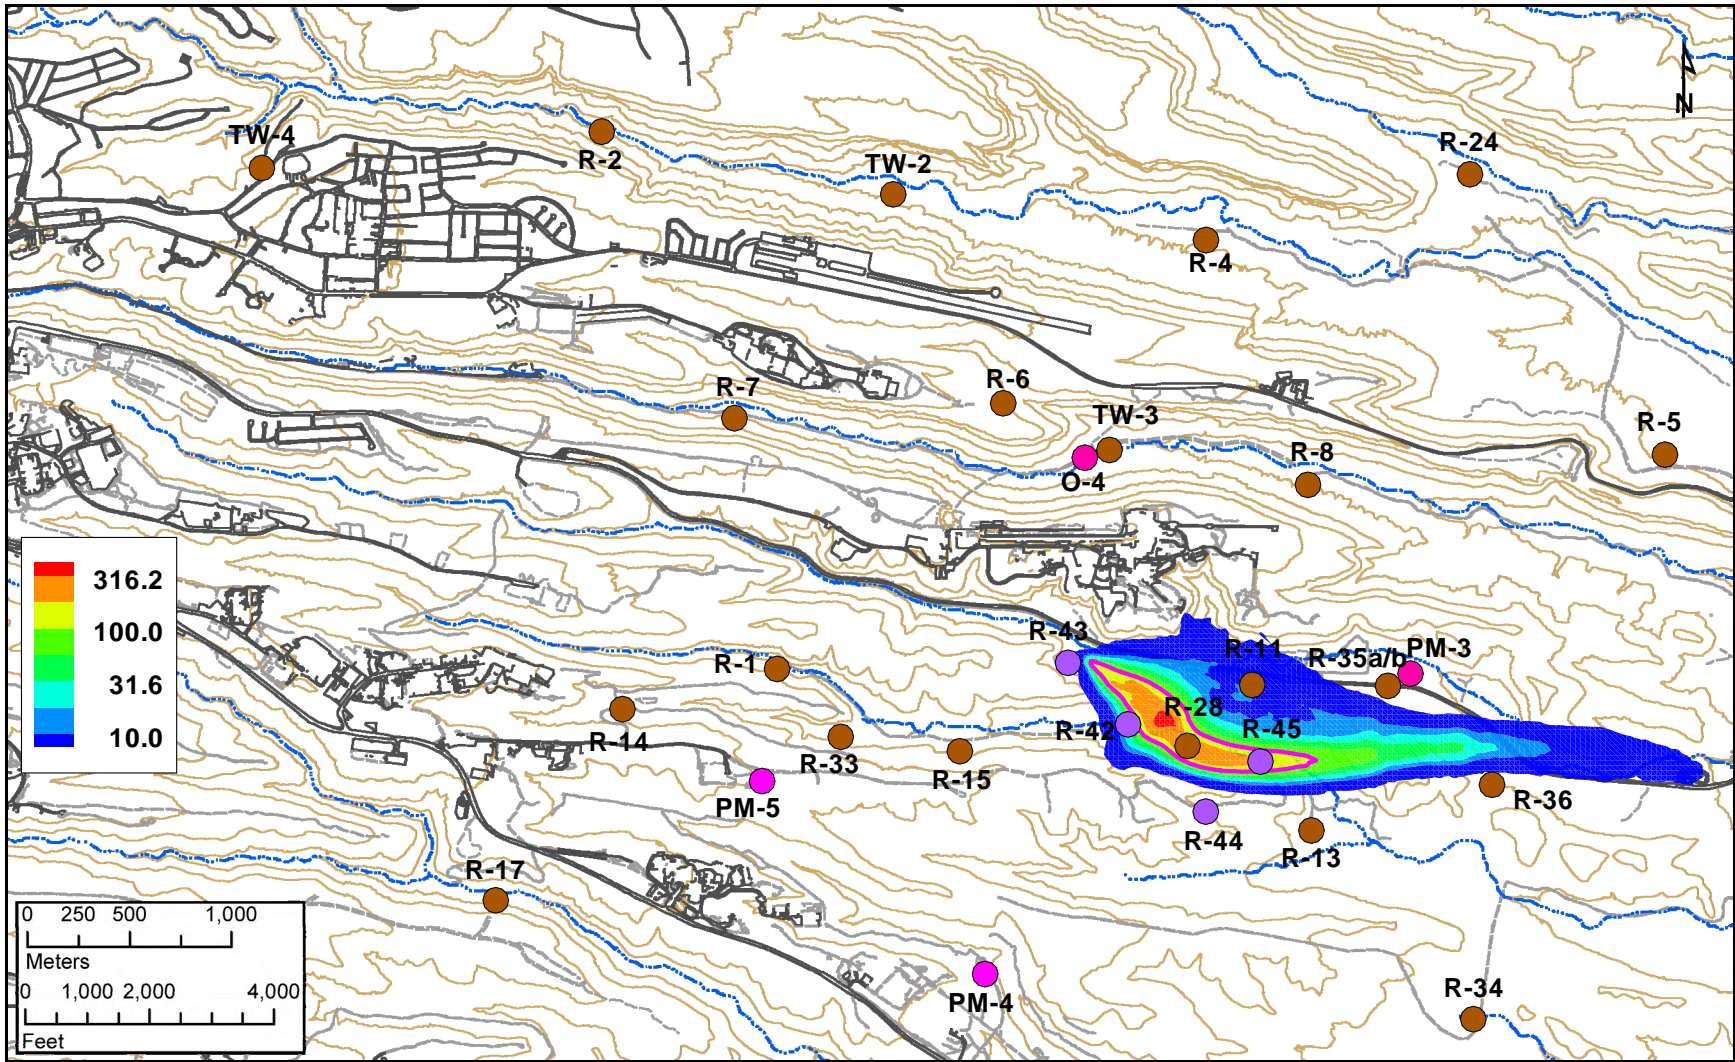 N
TW-4
R-2
TW-2
R-24
R-4
R-7
R-6
TW-3
R-5
O-4
R-8
316.2
100.0
31.6
10.0
R-43
R-1
R-11
R-35a/b
PM-3
R-28
R-42
R-45
R-14
R-33
R-15
PM-5
R-36
R-44
R-13
R-17
0 250 500 1,000
Meters
0 1,000 2,000 4,000
Feet
PM-4
R-34